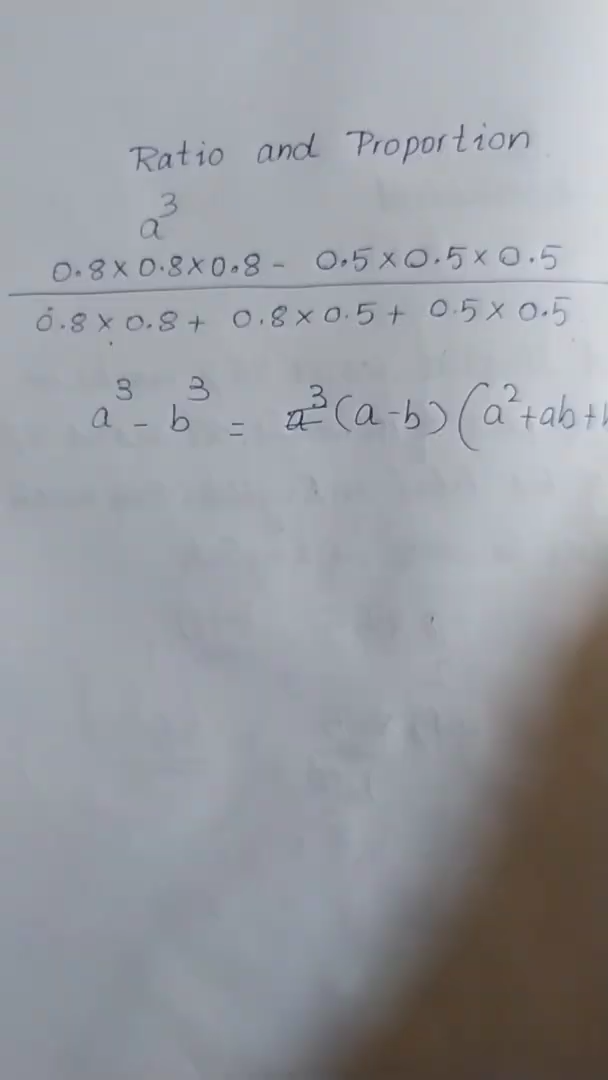 Ratio and Proportion
a³
0.8 × 0.8 × 0.8 - 0.5 × 0.5 × 0.5
0.8 × 0.8 + 0.8 × 0.5 + 0.5 × 0.5
a³ - b³ = a³ (a - b) (a² + ab +